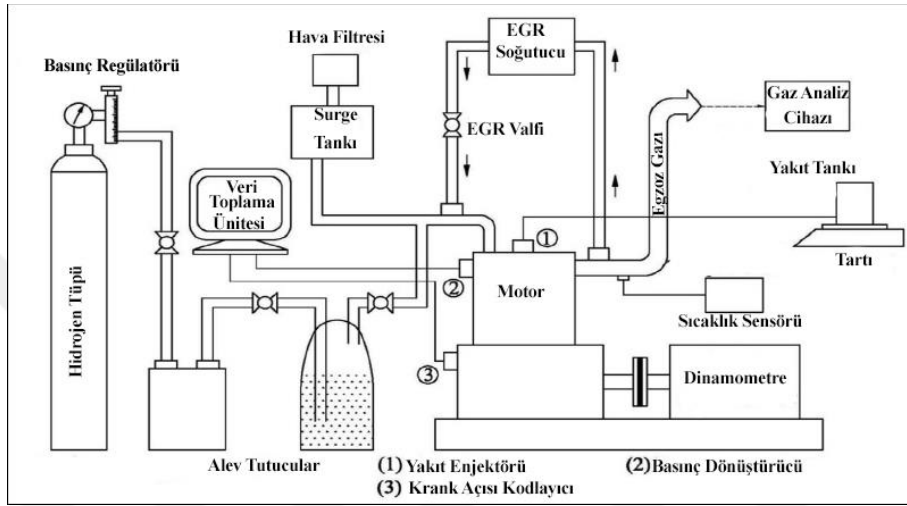 Hava Filtresi
EGR
Soğutucu
Basınç Regülatörü
Gaz Analiz
Cihazı
Surge
Tankı
EGR Valfi
Egzoz Gazı
Yakıt Tankı
Veri
Toplama
Ünitesi
①
Tartı
②
Motor
Sıcaklık Sensörü
Hidrojen Tüpü
③
Dinamometre
Alev Tutucular
(1) Yakıt Enjektörü
(2) Basınç Dönüştürücü
(3) Krank Açısı Kodlayıcı